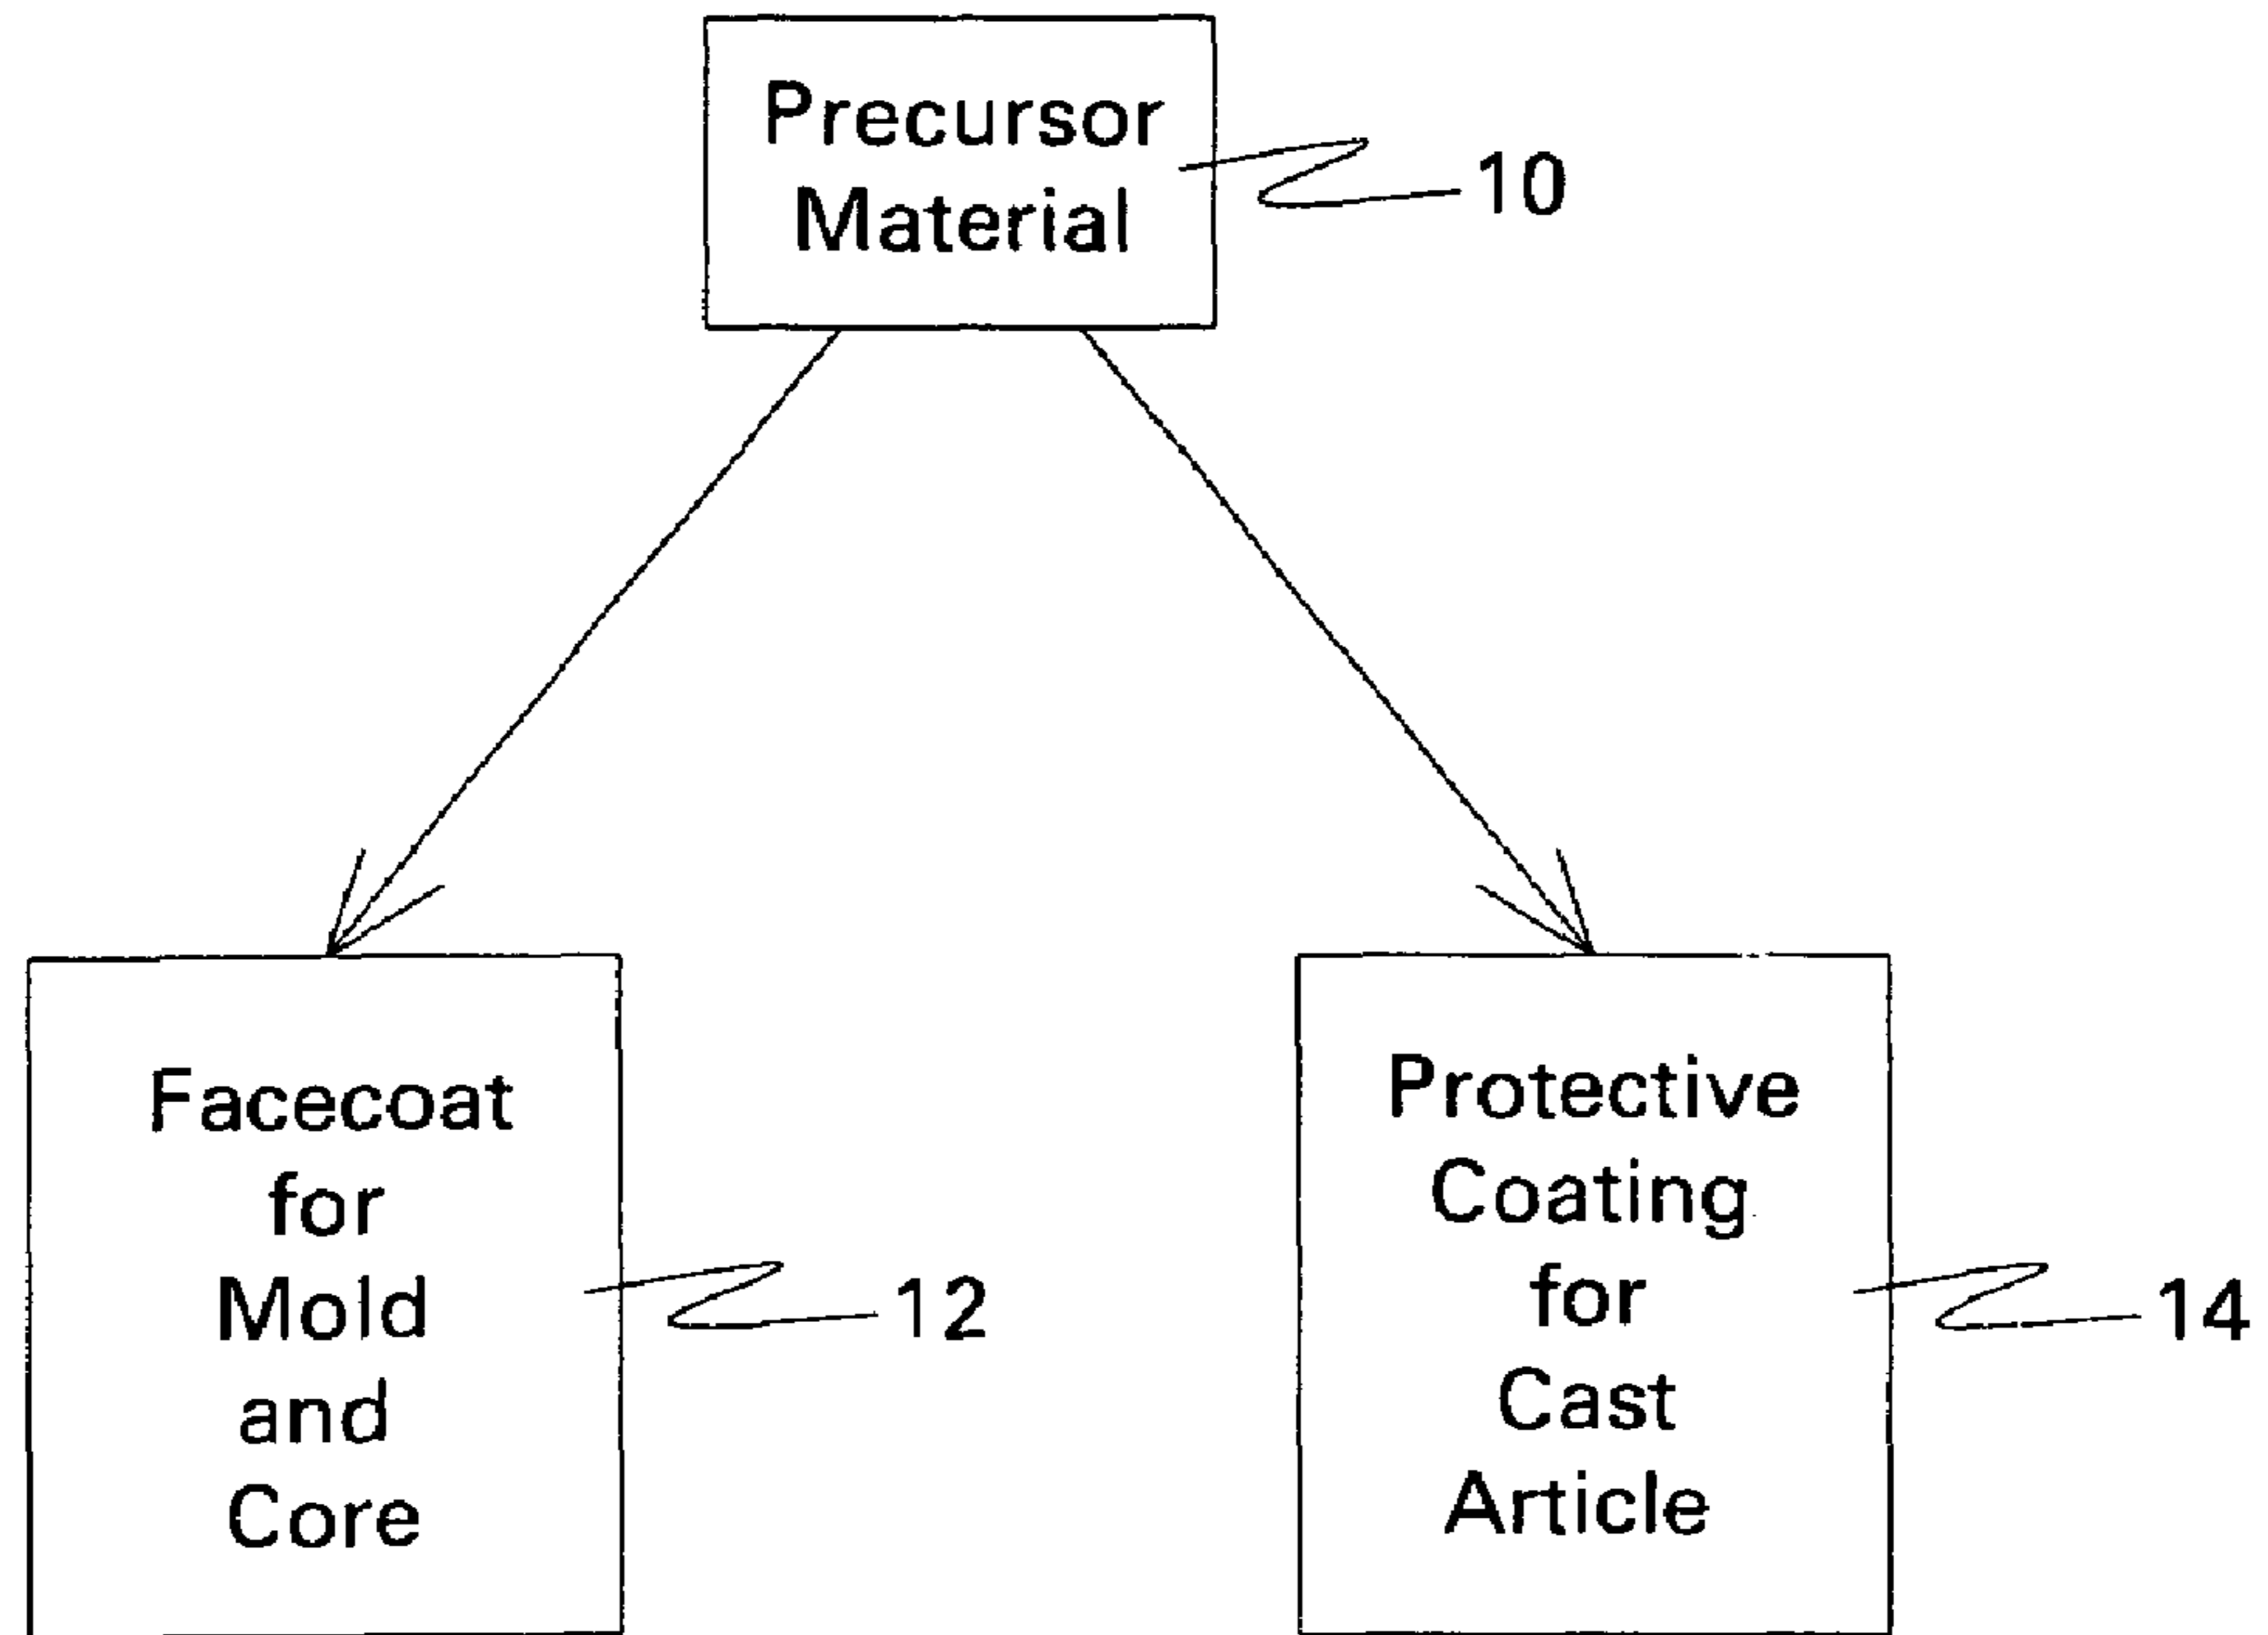 Precursor
Material
10
Facecoat
for
Mold
and
Core
12
Protective
Coating
for
Cast
Article
14